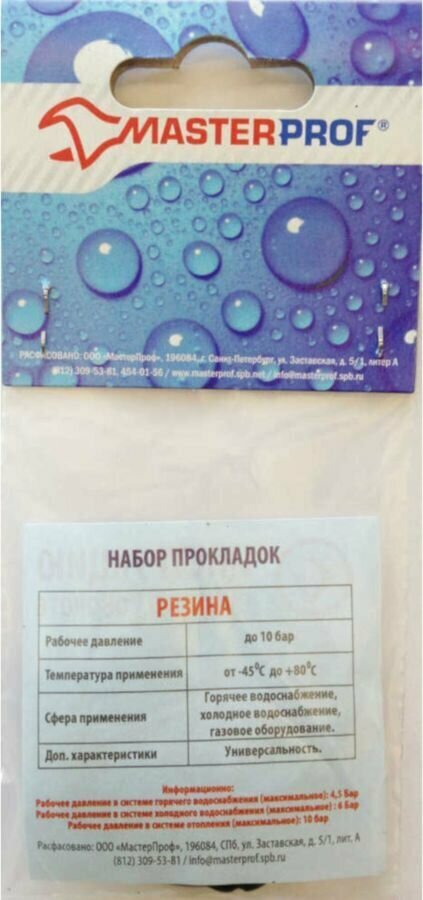 MASTERPROF®
РАСФАСОВАНО: ООО «МастерПроф», 196084, г. Санкт-Петербург, ул. Заставская, д. 5/1, литер А
(812) 309-53-81, 454-01-56 / www.masterprof.spb.net / info@masterprof.spb.ru
НАБОР ПРОКЛАДОК
РЕЗИНА
Рабочее давление до 10 бар
Температура применения от -45⁰С до +80⁰С
Сфера применения Горячее водоснабжение,
холодное водоснабжение,
газовое оборудование.
Доп. характеристики Универсальность.
Информационно:
Рабочее давление в системе горячего водоснабжения (максимальное): 4,5 Бар
Рабочее давление в системе холодного водоснабжения (максимальное) : 6 Бар
Рабочее давление в системе отопления (максимальное): 10 бар
Расфасовано: ООО «МастерПроф», 196084, СПб, ул. Заставская, д. 5/1, лит. А
(812) 309-53-81 / info@masterprof.spb.ru